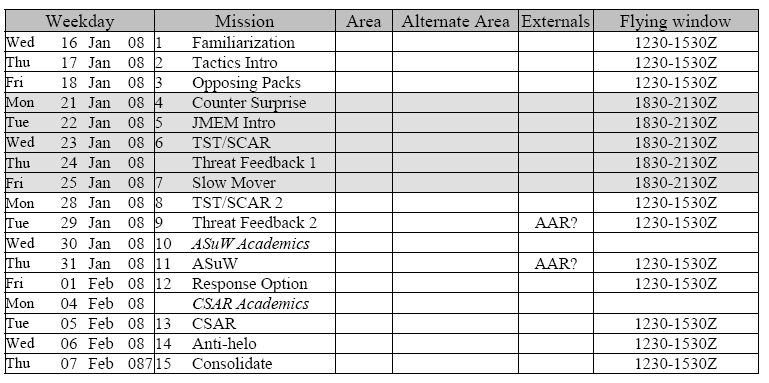 Weekday Mission Area Alternate Area Externals Flying window
Wed 16 Jan 08 1 Familiarization 1230-1530Z
Thu 17 Jan 08 2 Tactics Intro 1230-1530Z
Fri 18 Jan 08 3 Opposing Packs 1230-1530Z
Mon 21 Jan 08 4 Counter Surprise 1830-2130Z
Tue 22 Jan 08 5 JMEM Intro 1830-2130Z
Wed 23 Jan 08 6 TST/SCAR 1830-2130Z
Thu 24 Jan 08 Threat Feedback 1 1830-2130Z
Fri 25 Jan 08 7 Slow Mover 1830-2130Z
Mon 28 Jan 08 8 TST/SCAR 2 1230-1530Z
Tue 29 Jan 08 9 Threat Feedback 2 AAR? 1230-1530Z
Wed 30 Jan 08 10 ASuW Academics
Thu 31 Jan 08 11 ASuW AAR? 1230-1530Z
Fri 01 Feb 08 12 Response Option 1230-1530Z
Mon 04 Feb 08 CSAR Academics
Tue 05 Feb 08 13 CSAR 1230-1530Z
Wed 06 Feb 08 14 Anti-helo 1230-1530Z
Thu 07 Feb 087 15 Consolidate 1230-1530Z